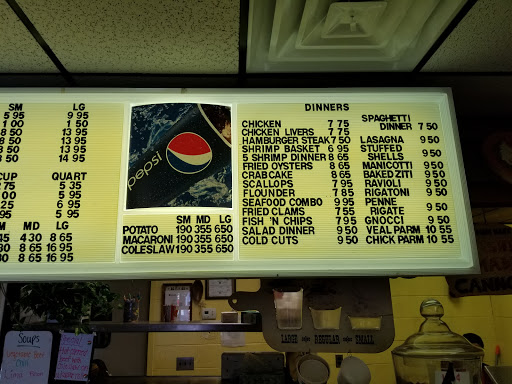 SM LG
5 95 9 95
1 00 1 50
8 50 13 95
8 50 13 95
8 50 13 95
8 50 14 95
CUP QUART
75 5 35
00 5 95
25 5 95
95 6 95
M MD LG
45 4 30 8 65
80 8 65 16 95
80 8 65 16 95
pepsi
SM MD LG
POTATO 190 355 650
MACARONI 190 355 650
COLESLAW 190 355 650
DINNERS
CHICKEN 7 75
CHICKEN LIVERS 7 75
HAMBURGER STEAK 7 50
SHRIMP BASKET 6 95
5 SHRIMP DINNER 8 65
FRIED OYSTERS 8 65
CRAB CAKE 8 65
SCALLOPS 7 95
FLOUNDER 7 85
SEAFOOD COMBO 9 95
FRIED CLAMS 7 55
FISH 'N CHIPS 7 95
SALAD DINNER 9 50
COLD CUTS 9 50
SPAGHETTI
DINNER 7 50
LASAGNA 9 50
STUFFED
SHELLS 9 50
MANICOTTI 9 50
BAKED ZITI 9 50
RAVIOLI 9 50
RIGATONI 9 50
PENNE
RIGATE 9 50
GNOCCI 9 50
VEAL PARM 10 55
CHICK PARM 10 55
Soups
LARGE REGULAR SMALL